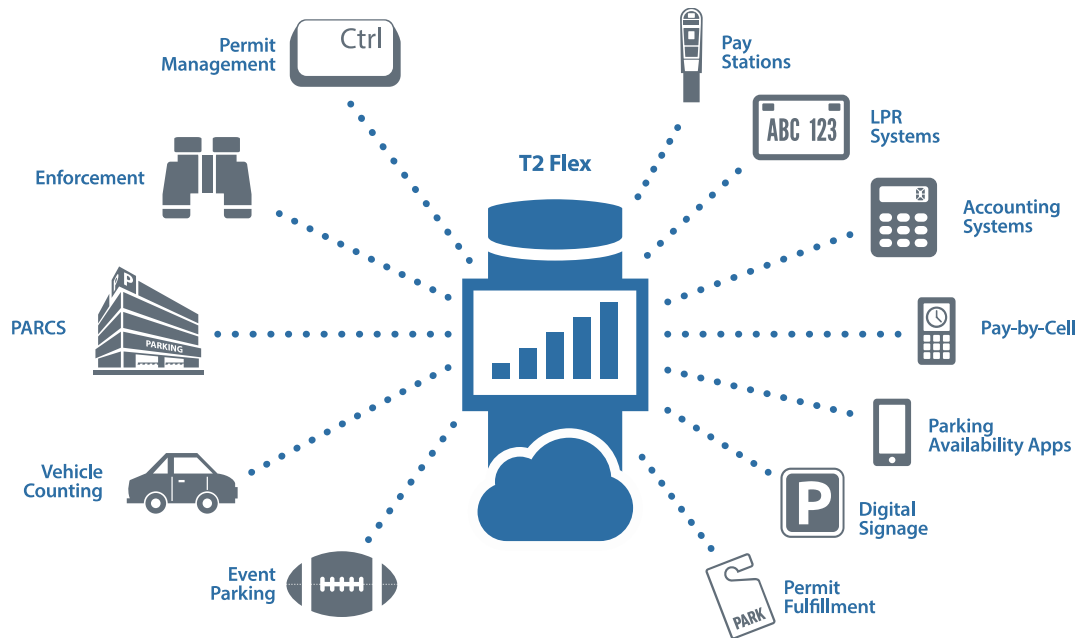 Permit
Management
Ctrl
Pay
Stations
ABC 123
LPR
Systems
T2 Flex
Enforcement
Accounting
Systems
P
PARKING
PARCS
Pay-by-Cell
Parking
Availability Apps
Vehicle
Counting
P
Digital
Signage
Event
Parking
PARK
Permit
Fulfillment